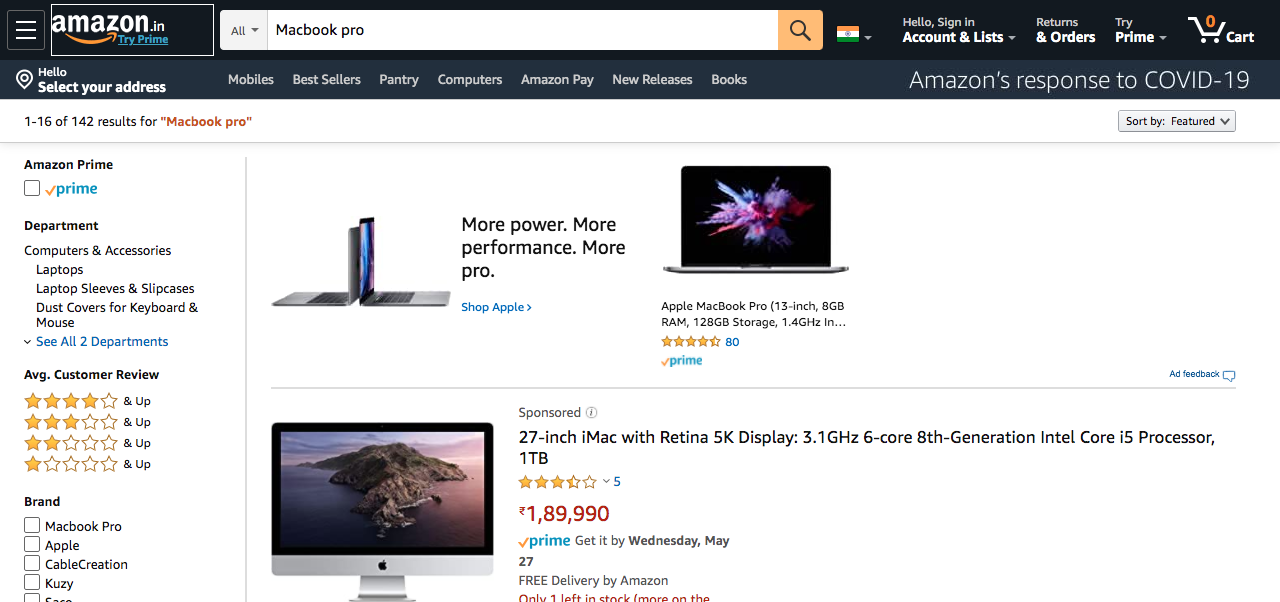 amazon.in
Try Prime
All
Macbook pro
Hello, Sign in
Account & Lists
Returns
& Orders
Try
Prime
0
Cart
Hello
Select your address
Mobiles
Best Sellers
Pantry
Computers
Amazon Pay
New Releases
Books
Amazon's response to COVID-19
1-16 of 142 results for "Macbook pro"
Sort by: Featured
Amazon Prime
prime
Department
Computers & Accessories
Laptops
Laptop Sleeves & Slipcases
Dust Covers for Keyboard &
Mouse
See All 2 Departments
Avg. Customer Review
& Up
& Up
& Up
& Up
Brand
Macbook Pro
Apple
CableCreation
Kuzy
More power. More
performance. More
pro.
Shop Apple ›
Apple MacBook Pro (13-inch, 8GB
RAM, 128GB Storage, 1.4GHz In...
80
prime
Ad feedback
Sponsored
27-inch iMac with Retina 5K Display: 3.1GHz 6-core 8th-Generation Intel Core i5 Processor,
1TB
5
₹1,89,990
prime Get it by Wednesday, May
27
FREE Delivery by Amazon
Only 1 left in stock (more on the